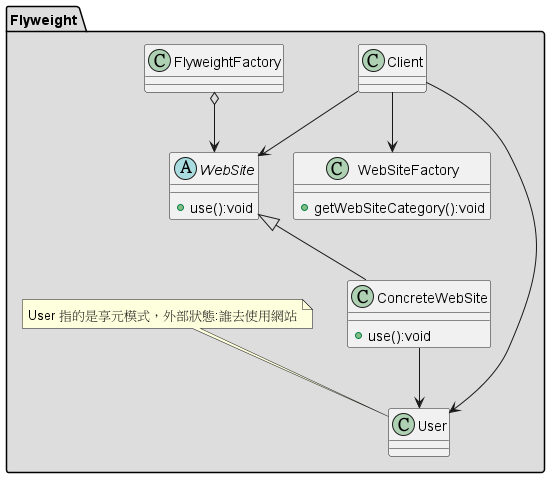 Flyweight
C FlyweightFactory
C Client
A WebSite
use():void
C WebSiteFactory
getWebSiteCategory():void
C ConcreteWebSite
use():void
User 指的是享元模式，外部狀態:誰去使用網站
C User